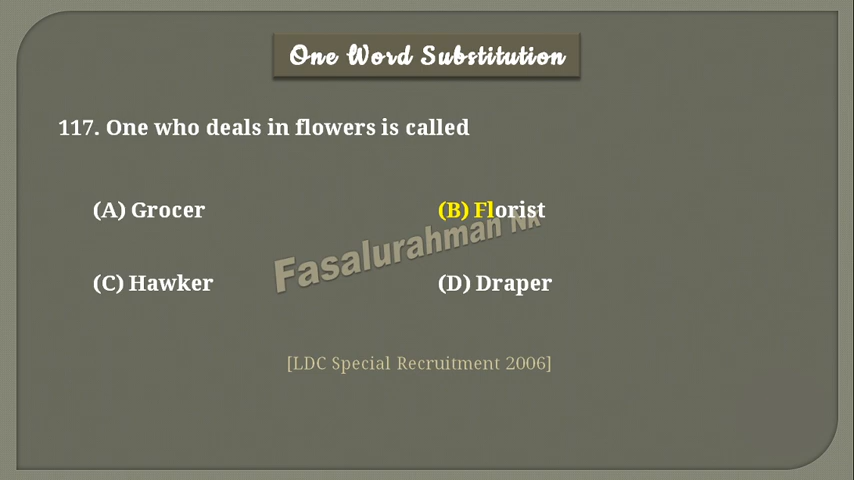 One Word Substitution
117. One who deals in flowers is called
(A) Grocer (B) Florist
Fasalurahman Nk
(C) Hawker (D) Draper
[LDC Special Recruitment 2006]